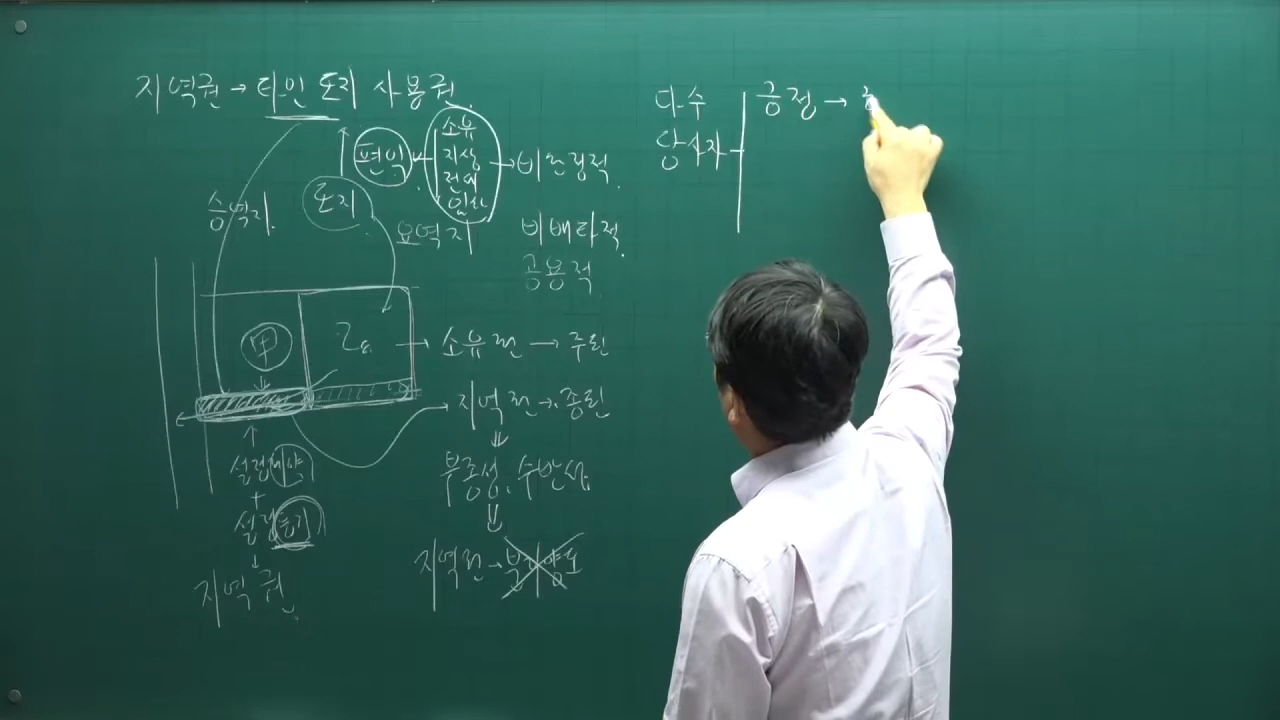 지역권 → 타인 토지 사용권.
편익 ← 소유
지상
전세
임차
→ 비한정적.
승역지.
토지
요역지
비배타적.
공용적
甲
乙 → 소유권 → 주된
지역권 → 종된
설정계약
부종성, 수반성.
+
설정등기
↓
지역권 →
지역권.
다수
당사자
긍정 →